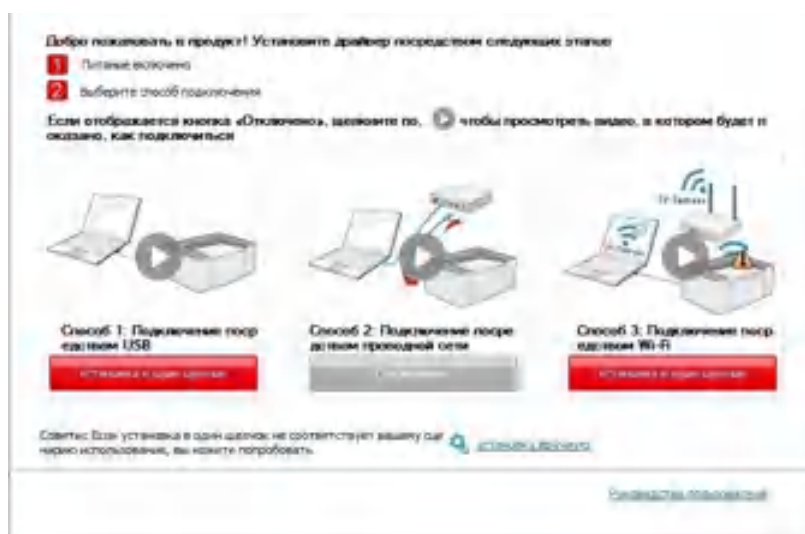 Добро пожаловать в продукт! Установите драйвер посредством следующих этапов
1 Питание включено
2 Выберите способ подключения
Если отображается кнопка «Отключено», щелкните по, чтобы просмотреть видео, в котором будет п
оказано, как подключиться
Способ 1: Подключение поср
едством USB
Способ 2: Подключение посре
дством проводной сети
Способ 3: Подключение поср
едством Wi-Fi
Установка в один щелчок
Установка в один щелчок
Советы: Если установка в один щелчок не соответствует вашему сце
нарию использования, вы можете попробовать
установка вручную
Руководство пользователя